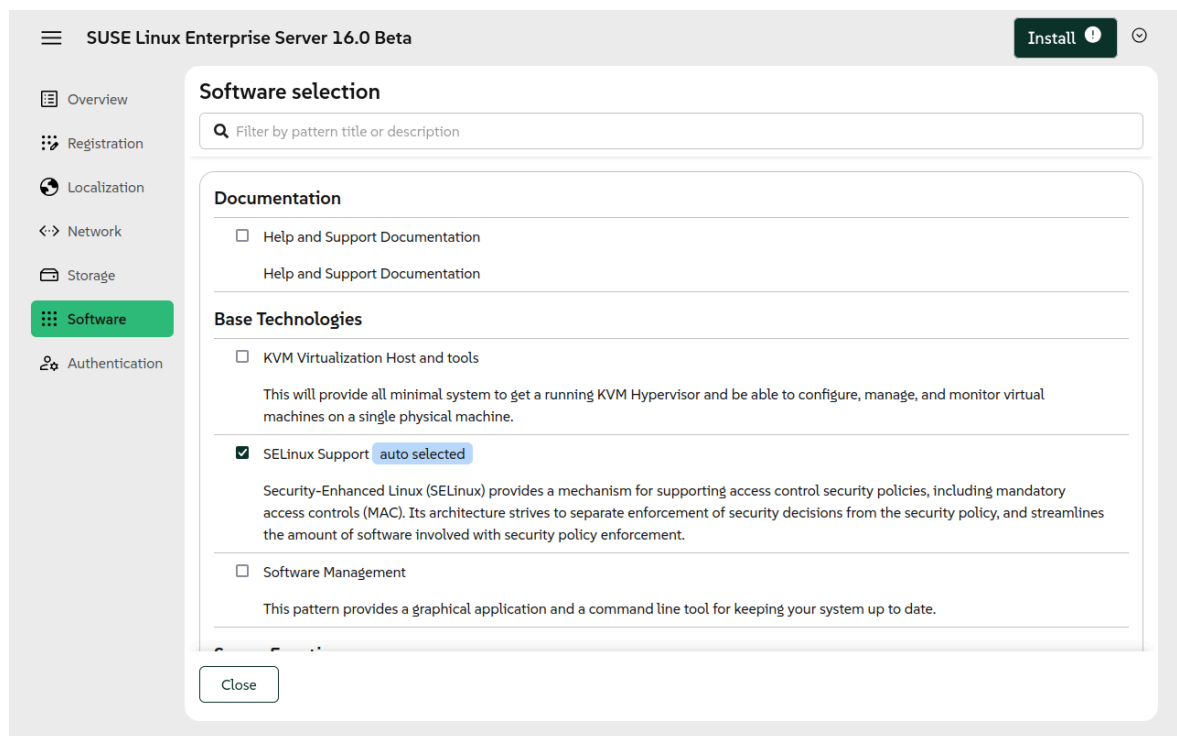 SUSE Linux Enterprise Server 16.0 Beta
Install
Overview
Registration
Localization
Network
Storage
Software
Authentication
Software selection
Filter by pattern title or description
Documentation
Help and Support Documentation
Help and Support Documentation
Base Technologies
KVM Virtualization Host and tools
This will provide all minimal system to get a running KVM Hypervisor and be able to configure, manage, and monitor virtual
machines on a single physical machine.
SELinux Support auto selected
Security-Enhanced Linux (SELinux) provides a mechanism for supporting access control security policies, including mandatory
access controls (MAC). Its architecture strives to separate enforcement of security decisions from the security policy, and streamlines
the amount of software involved with security policy enforcement.
Software Management
This pattern provides a graphical application and a command line tool for keeping your system up to date.
Close